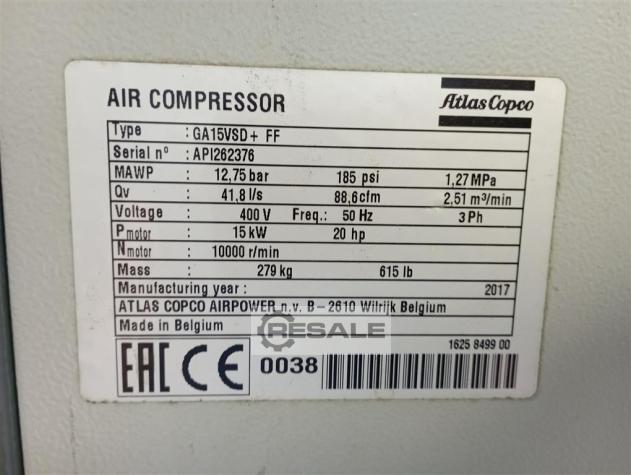 AIR COMPRESSOR
Atlas Copco
Type : GA15VSD+ FF
Serial nº : API262376
MAWP : 12,75 bar 185 psi 1,27 MPa
Qv : 41,8 l/s 88,6 cfm 2,51 m³/min
Voltage : 400 V Freq.: 50 Hz 3 Ph
Pmotor : 15 kW 20 hp
Nmotor : 10000 r/min
Mass : 279 kg 615 lb
Manufacturing year : 2017
ATLAS COPCO AIRPOWER n.v. B-2610 Wilrijk Belgium
Made in Belgium
RESALE
1625 8499 00
EAC CE 0038